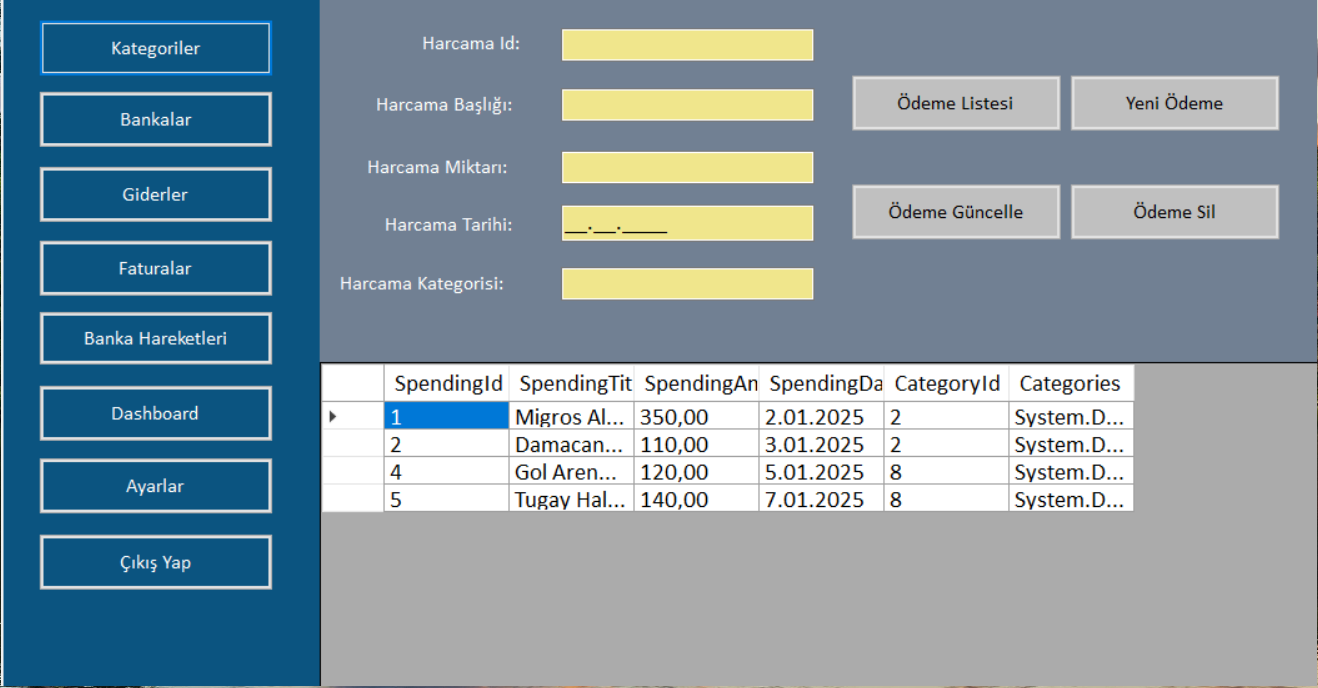 Kategoriler
Bankalar
Giderler
Faturalar
Banka Hareketleri
Dashboard
Ayarlar
Çıkış Yap
Harcama Id:
Harcama Başlığı:
Harcama Miktarı:
Harcama Tarihi: __.__.____
Harcama Kategorisi:
Ödeme Listesi Yeni Ödeme
Ödeme Güncelle Ödeme Sil
SpendingId SpendingTit SpendingAn SpendingDa CategoryId Categories
1 Migros Al... 350,00 2.01.2025 2 System.D...
2 Damacan... 110,00 3.01.2025 2 System.D...
4 Gol Aren... 120,00 5.01.2025 8 System.D...
5 Tugay Hal... 140,00 7.01.2025 8 System.D...